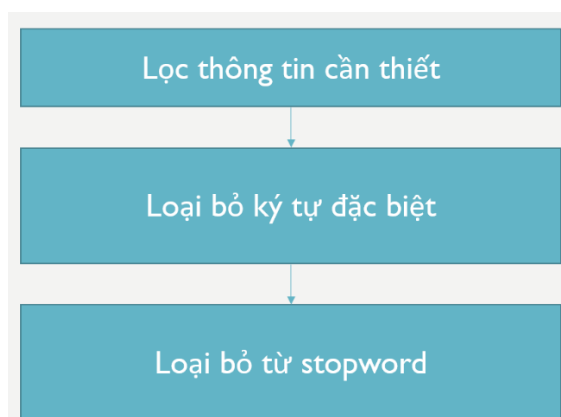 Lọc thông tin cần thiết
Loại bỏ ký tự đặc biệt
Loại bỏ từ stopword